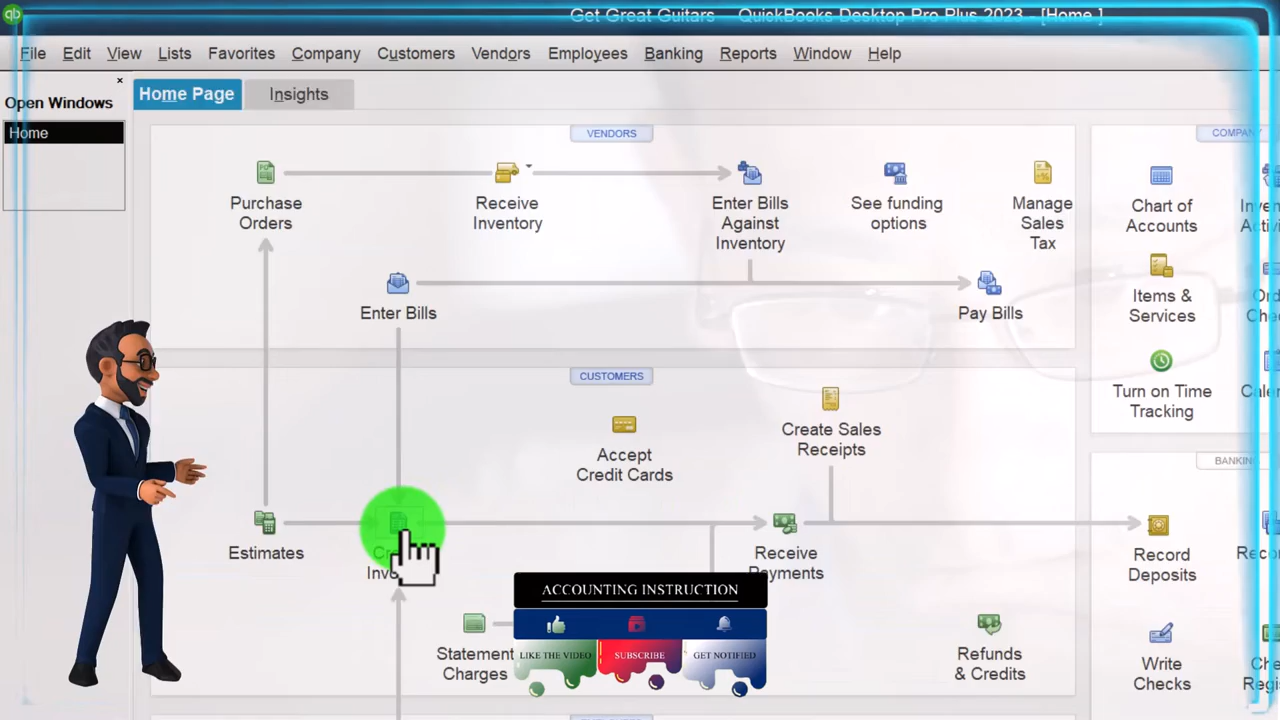 Get Great Guitars - QuickBooks Desktop Pro Plus 2023 - [Home ]
File Edit View Lists Favorites Company Customers Vendors Employees Banking Reports Window Help
Open Windows
Home
Home Page
Insights
VENDORS
Purchase
Orders
Receive
Inventory
Enter Bills
Against
Inventory
See funding
options
Manage
Sales
Tax
Enter Bills
Pay Bills
CUSTOMERS
Accept
Credit Cards
Create Sales
Receipts
Estimates
Receive
Payments
Statement
Charges
Refunds
& Credits
COMPANY
Chart of
Accounts
Items &
Services
Turn on Time
Tracking
BANKING
Record
Deposits
Write
Checks
ACCOUNTING INSTRUCTION
LIKE THE VIDEO
SUBSCRIBE
GET NOTIFIED